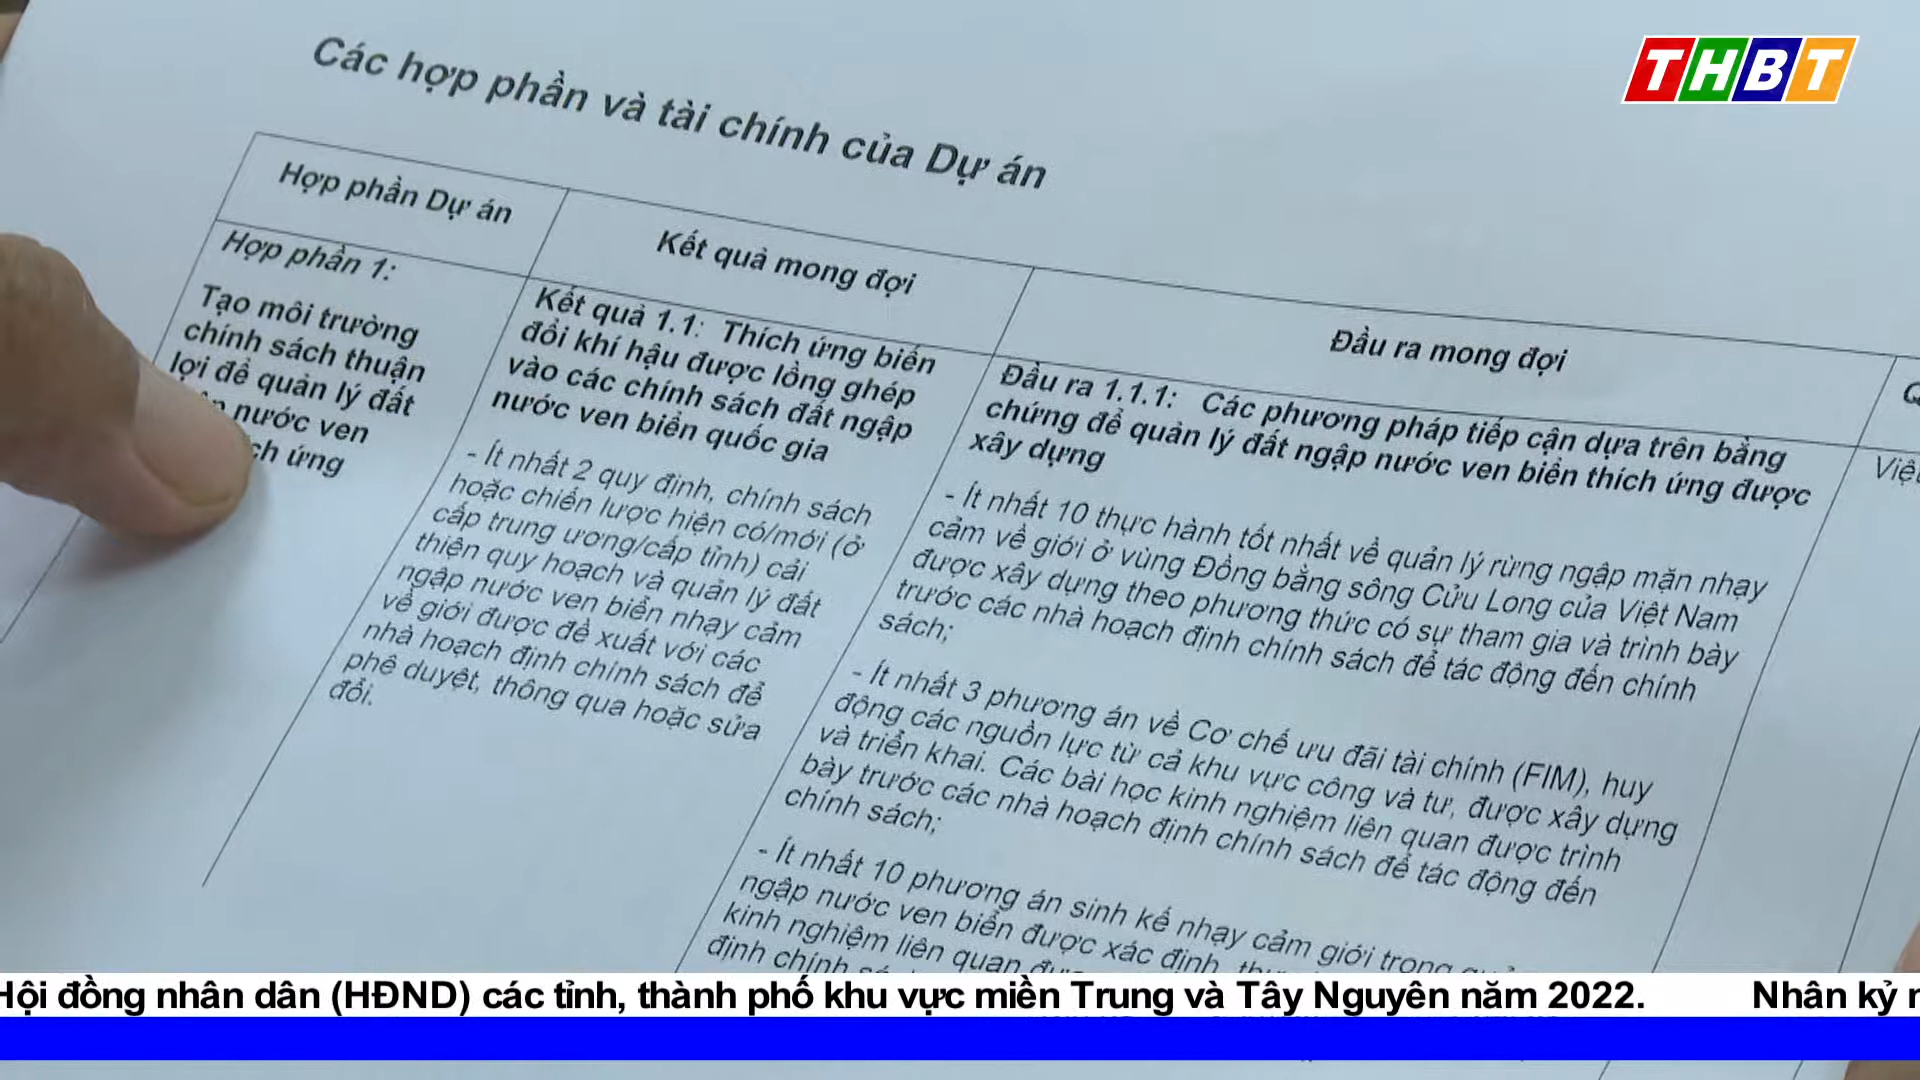 THBT
Các hợp phần và tài chính của Dự án
Hợp phần Dự án
Kết quả mong đợi
Đầu ra mong đợi
Hợp phần 1:
Tạo môi trường
chính sách thuận
lợi để quản lý đất
nước ven
ứng
Kết quả 1.1: Thích ứng biến
đổi khí hậu được lồng ghép
vào các chính sách đất ngập
nước ven biển quốc gia
- Ít nhất 2 quy định, chính sách
hoặc chiến lược hiện có/mới (ở
cấp trung ương/cấp tỉnh) cải
thiện quy hoạch và quản lý đất
ngập nước ven biển nhạy cảm
về giới được đề xuất với các
nhà hoạch định chính sách để
phê duyệt, thông qua hoặc sửa
đổi.
Đầu ra 1.1.1: Các phương pháp tiếp cận dựa trên bằng
chứng để quản lý đất ngập nước ven biển thích ứng được
xây dựng
- Ít nhất 10 thực hành tốt nhất về quản lý rừng ngập mặn nhạy
cảm về giới ở vùng Đồng bằng sông Cửu Long của Việt Nam
được xây dựng theo phương thức có sự tham gia và trình bày
trước các nhà hoạch định chính sách để tác động đến chính
sách;
- Ít nhất 3 phương án về Cơ chế ưu đãi tài chính (FIM), huy
động các nguồn lực từ cả khu vực công và tư, được xây dựng
và triển khai. Các bài học kinh nghiệm liên quan được trình
bày trước các nhà hoạch định chính sách để tác động đến
chính sách;
- Ít nhất 10 phương án sinh kế nhạy cảm giới trong
ngập nước ven biển được xác định,
kinh nghiệm liên quan
định chính
Hội đồng nhân dân (HĐND) các tỉnh, thành phố khu vực miền Trung và Tây Nguyên năm 2022. Nhân kỷ